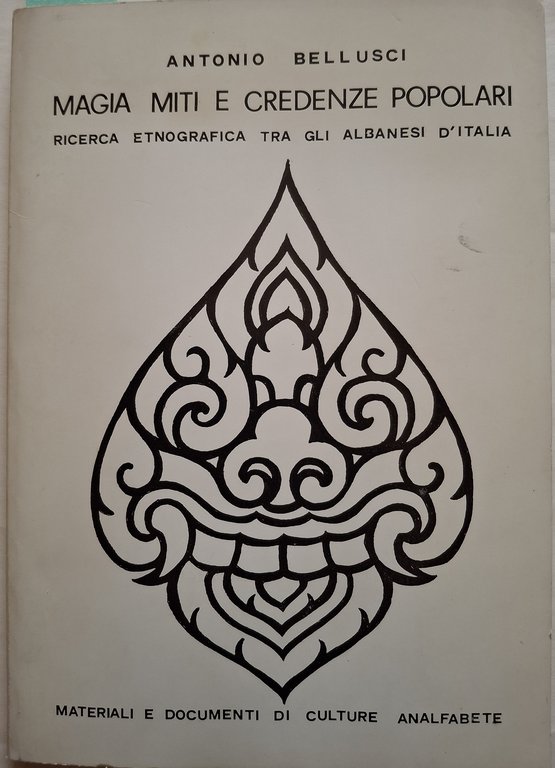 ANTONIO BELLUSCI
MAGIA MITI E CREDENZE POPOLARI
RICERCA ETNOGRAFICA TRA GLI ALBANESI D'ITALIA
MATERIALI E DOCUMENTI DI CULTURE ANALFABETE